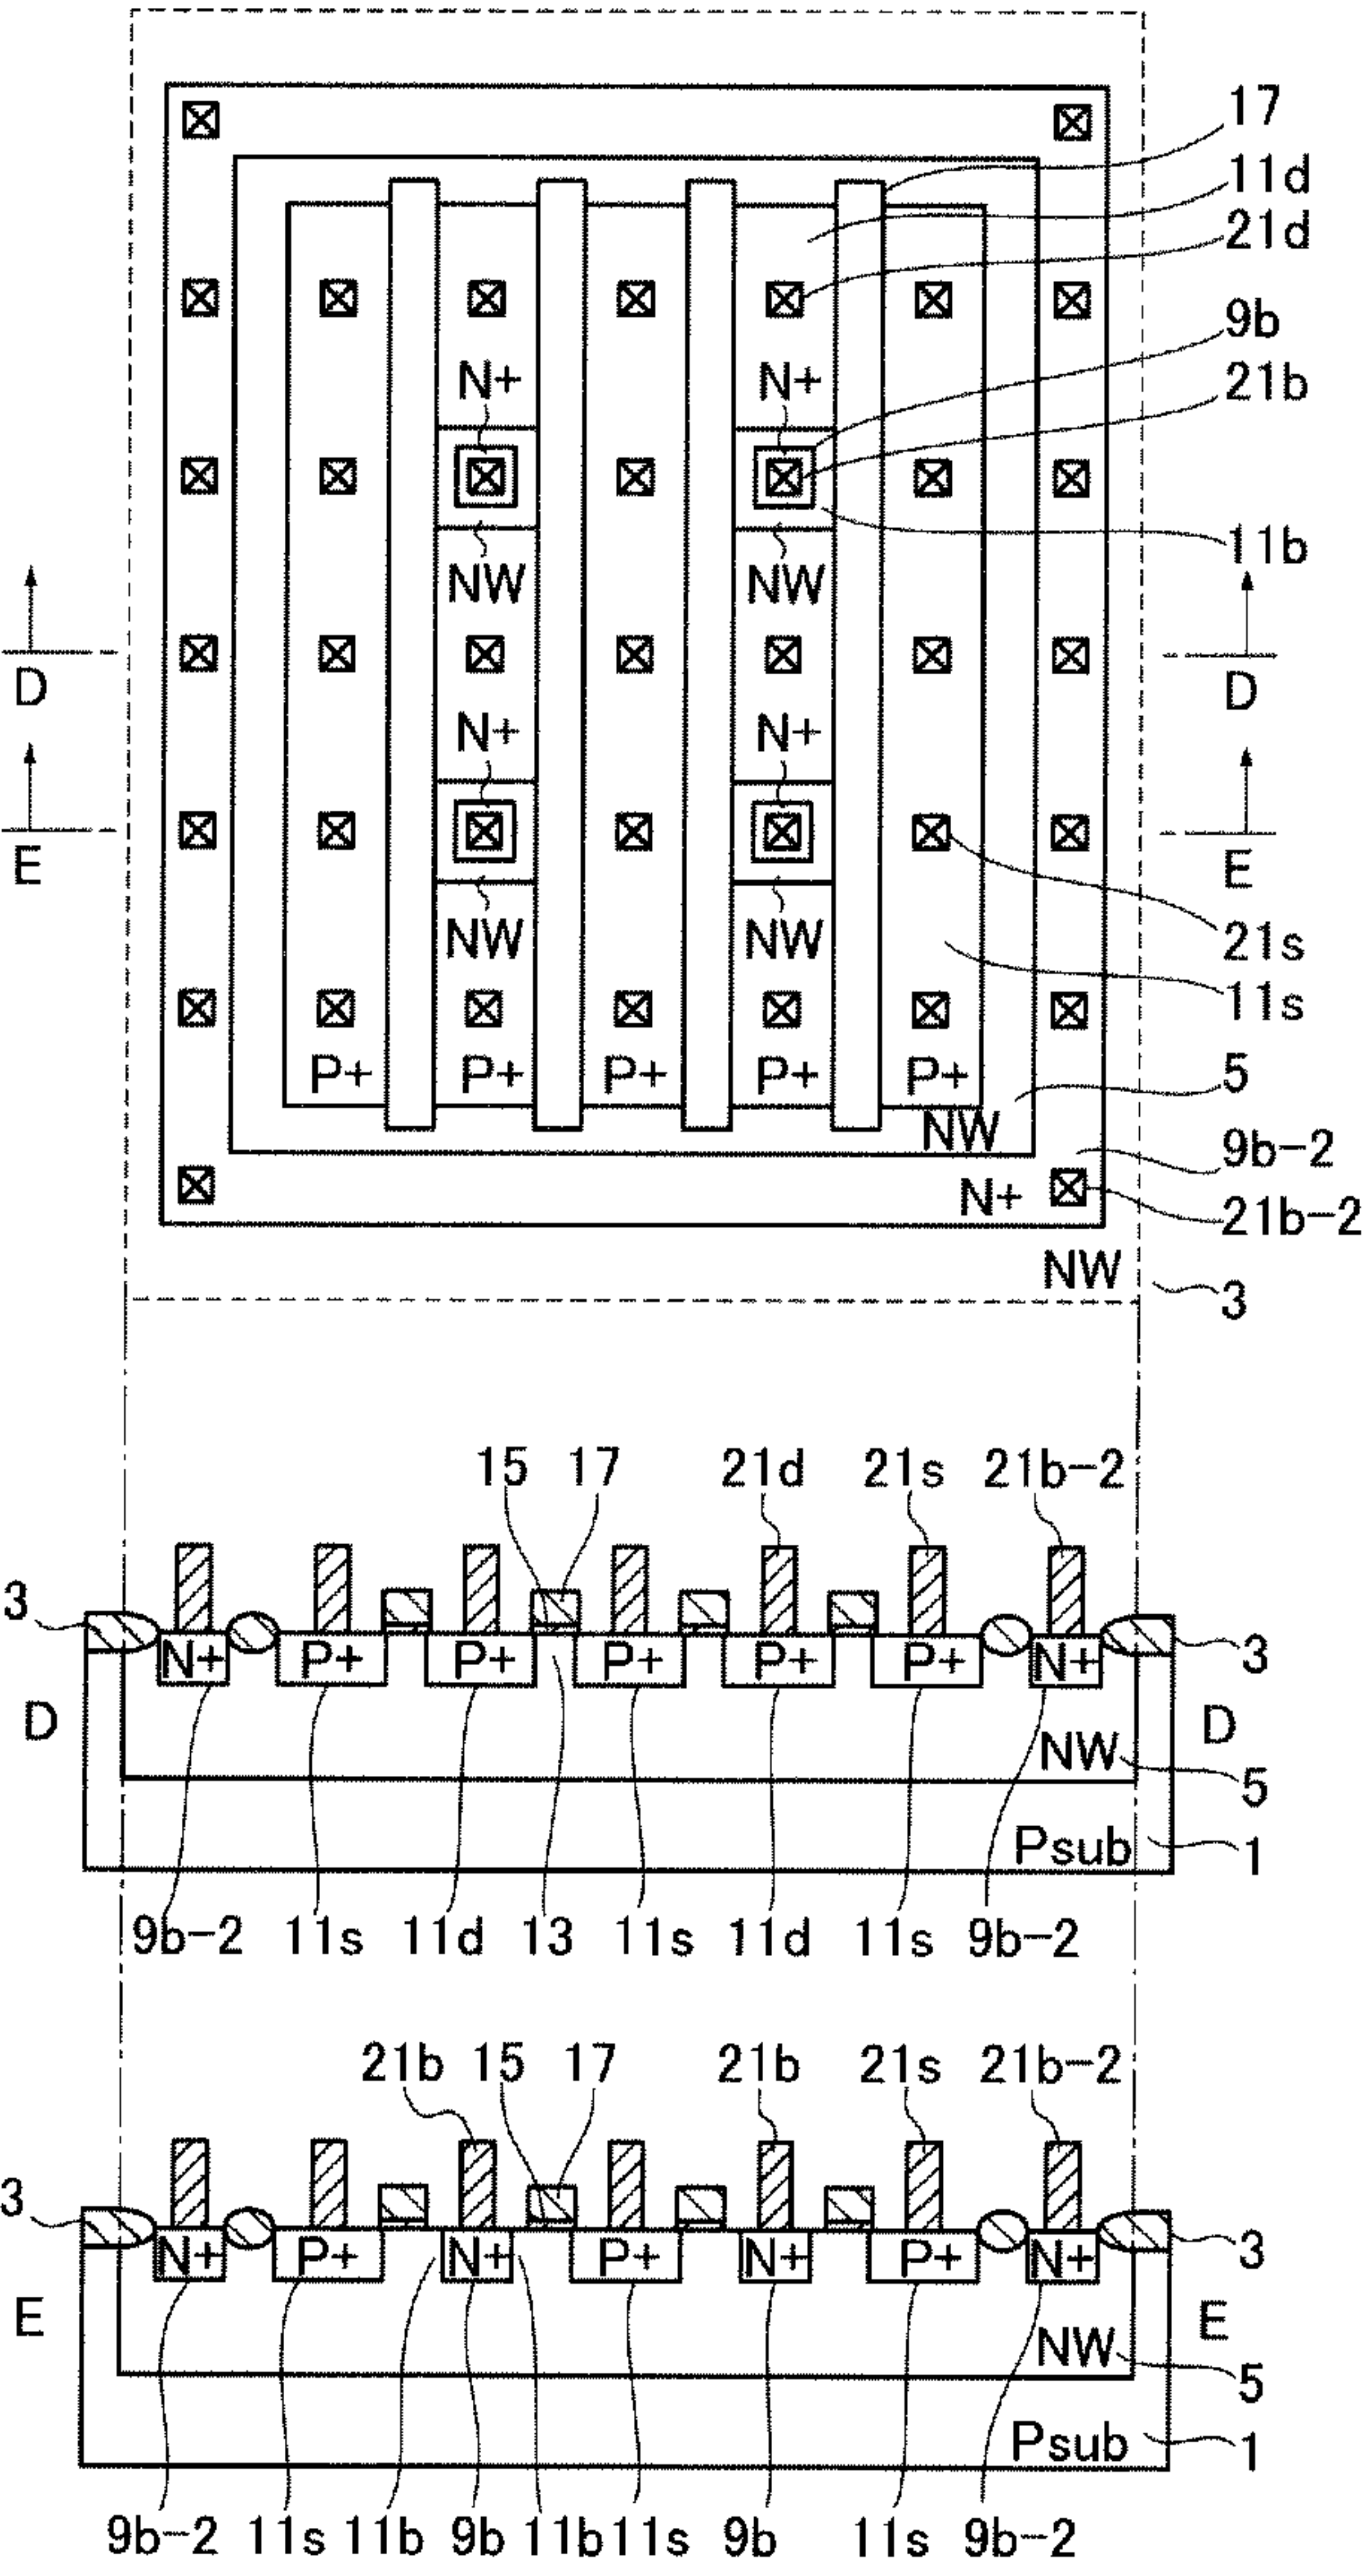 17
11d
21d
9b
N+ N+
21b
11b
NW NW
D D
N+ N+
E E
21s
NW NW
11s
P+ P+ P+ P+ P+
5
NW
9b-2
N+
21b-2
NW
3
15 17 21d 21s 21b-2
3
N+ P+ P+ P+ P+ P+ N+
3
D D
NW
5
Psub
1
9b-2 11s 11d 13 11s 11d 11s 9b-2
21b 15 17 21b 21s 21b-2
3
N+ P+ N+ P+ N+ P+ N+
3
E E
NW
5
Psub
1
9b-2 11s 11b 9b 11b 11s 9b 11s 9b-2